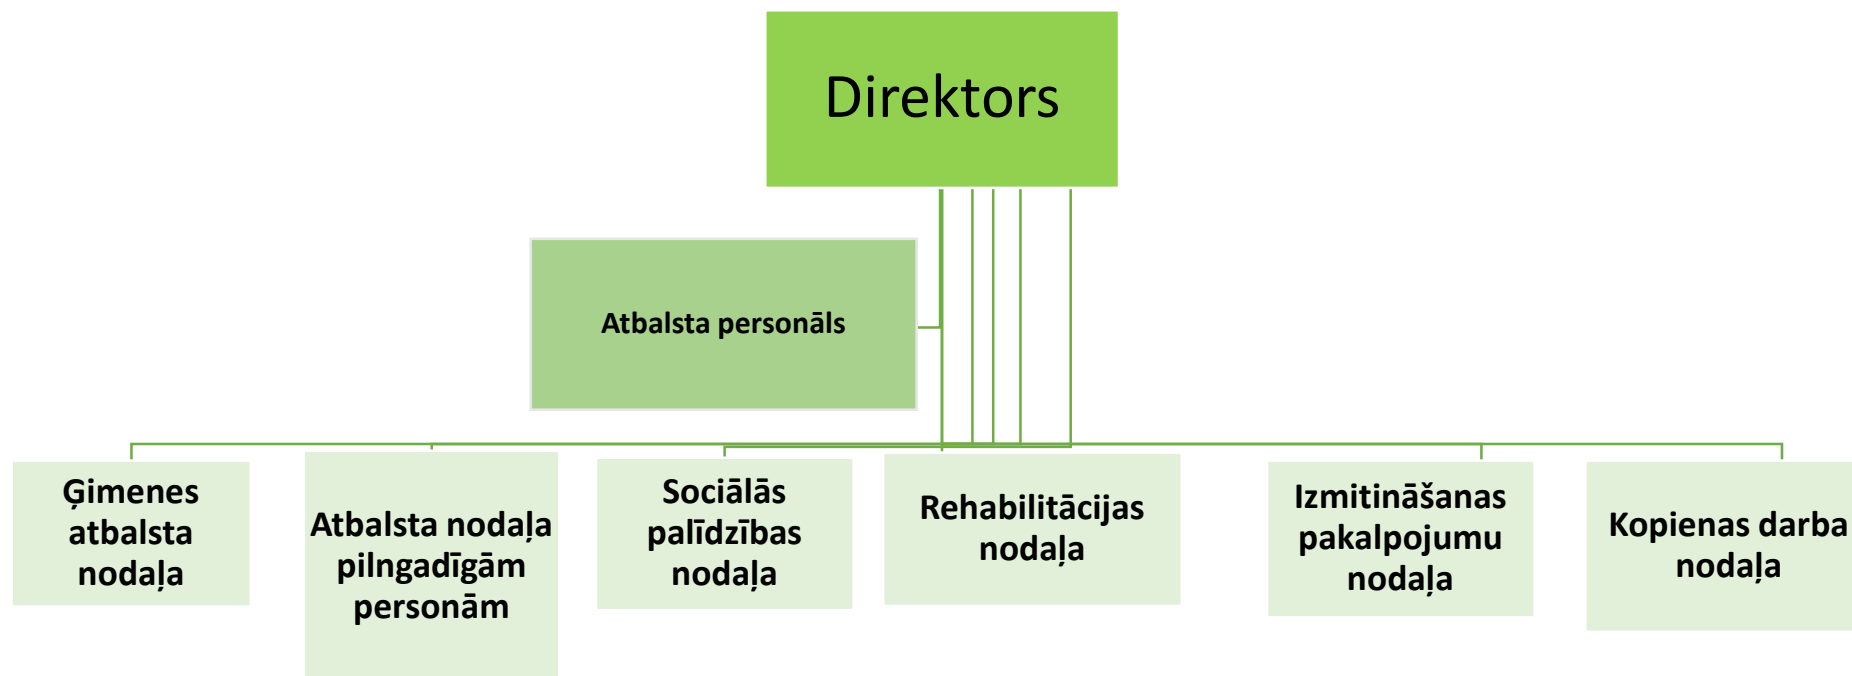 Direktors
Atbalsta personāls
Ģimenes
atbalsta
nodaļa
Atbalsta nodaļa
pilngadīgām
personām
Sociālās
palīdzības
nodaļa
Rehabilitācijas
nodaļa
Izmitināšanas
pakalpojumu
nodaļa
Kopienas darba
nodaļa